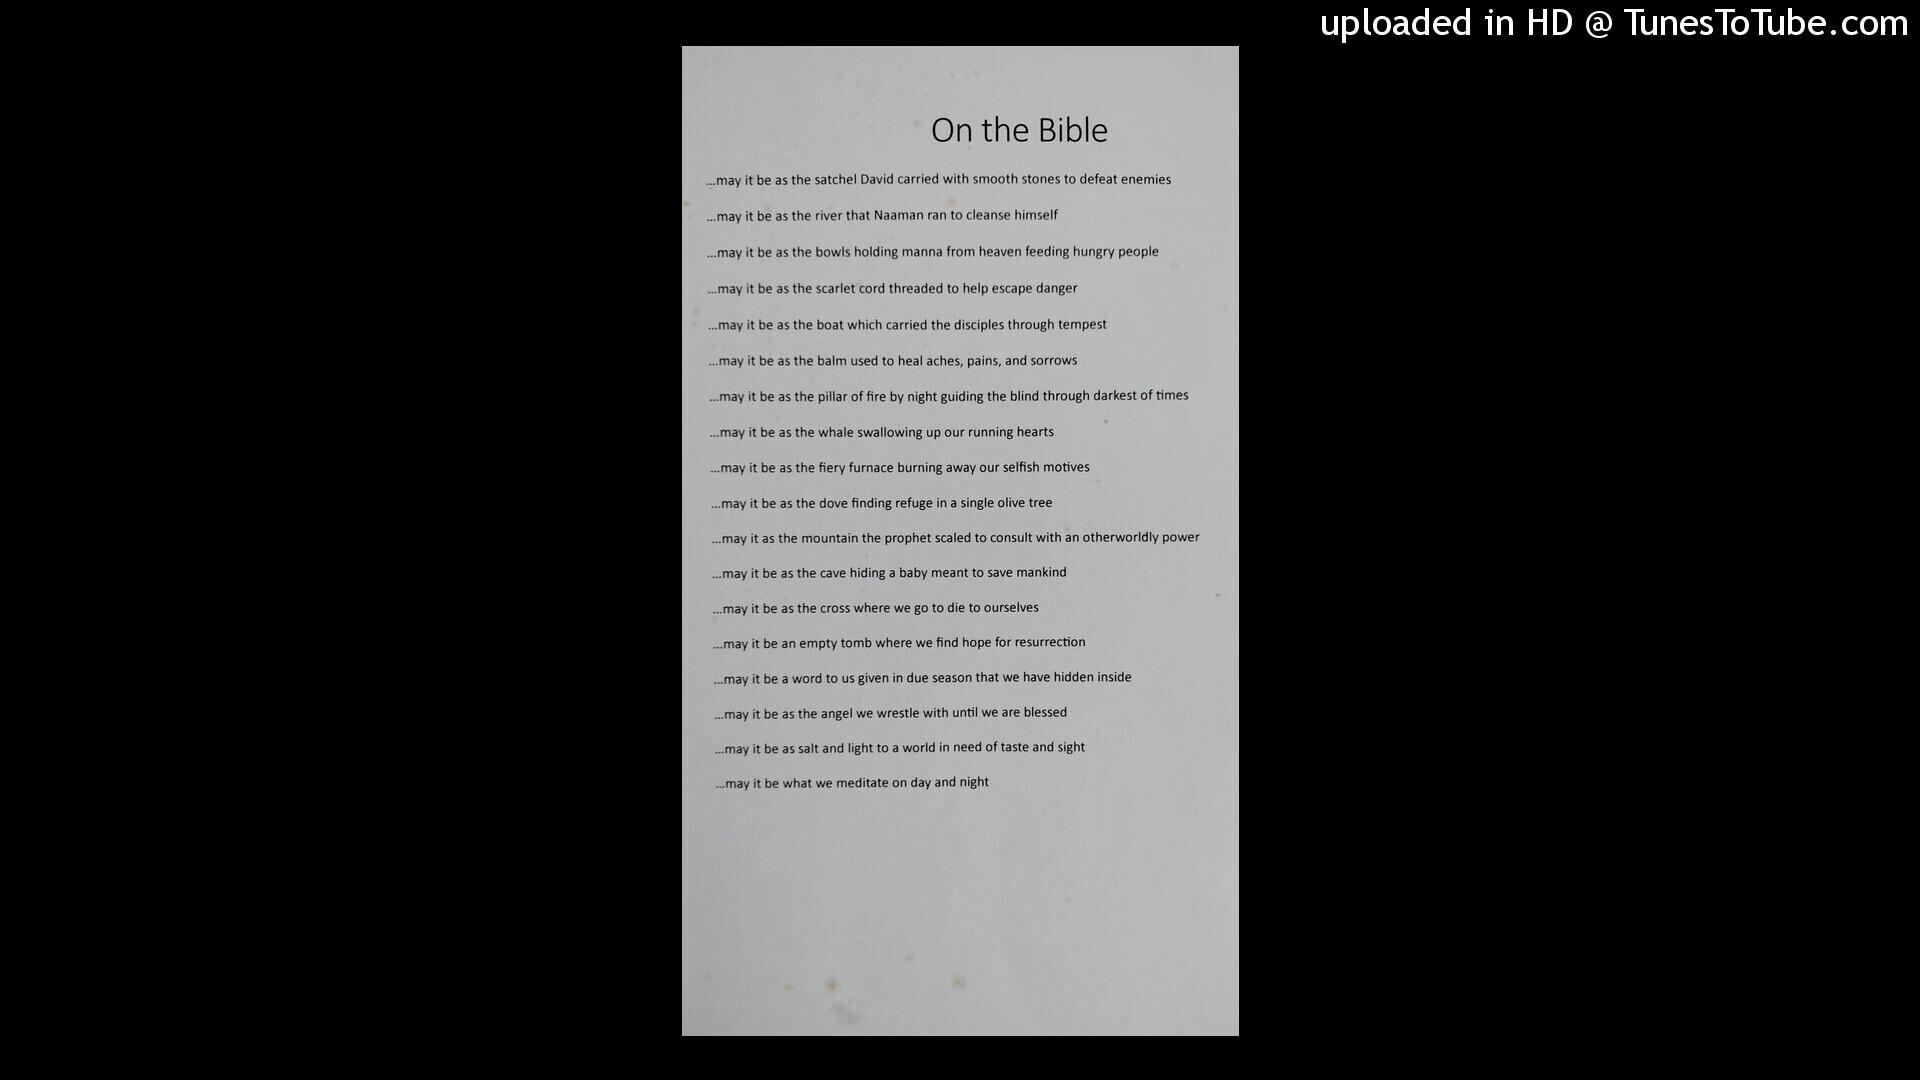 uploaded in HD @ TunesToTube.com
On the Bible
...may it be as the satchel David carried with smooth stones to defeat enemies
...may it be as the river that Naaman ran to cleanse himself
...may it be as the bowls holding manna from heaven feeding hungry people
...may it be as the scarlet cord threaded to help escape danger
...may it be as the boat which carried the disciples through tempest
...may it be as the balm used to heal aches, pains, and sorrows
...may it be as the pillar of fire by night guiding the blind through darkest of times
...may it be as the whale swallowing up our running hearts
...may it be as the fiery furnace burning away our selfish motives
...may it be as the dove finding refuge in a single olive tree
...may it as the mountain the prophet scaled to consult with an otherworldly power
...may it be as the cave hiding a baby meant to save mankind
...may it be as the cross where we go to die to ourselves
...may it be an empty tomb where we find hope for resurrection
...may it be a word to us given in due season that we have hidden inside
...may it be as the angel we wrestle with until we are blessed
...may it be as salt and light to a world in need of taste and sight
...may it be what we meditate on day and night